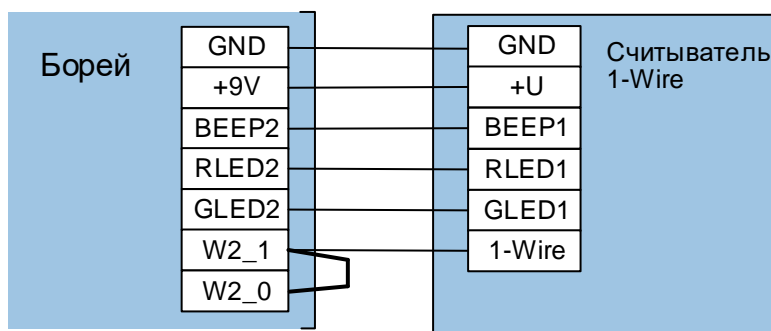 Борей
GND
+9V
BEEP2
RLED2
GLED2
W2_1
W2_0
GND
+U
BEEP1
RLED1
GLED1
1-Wire
Считыватель
1-Wire